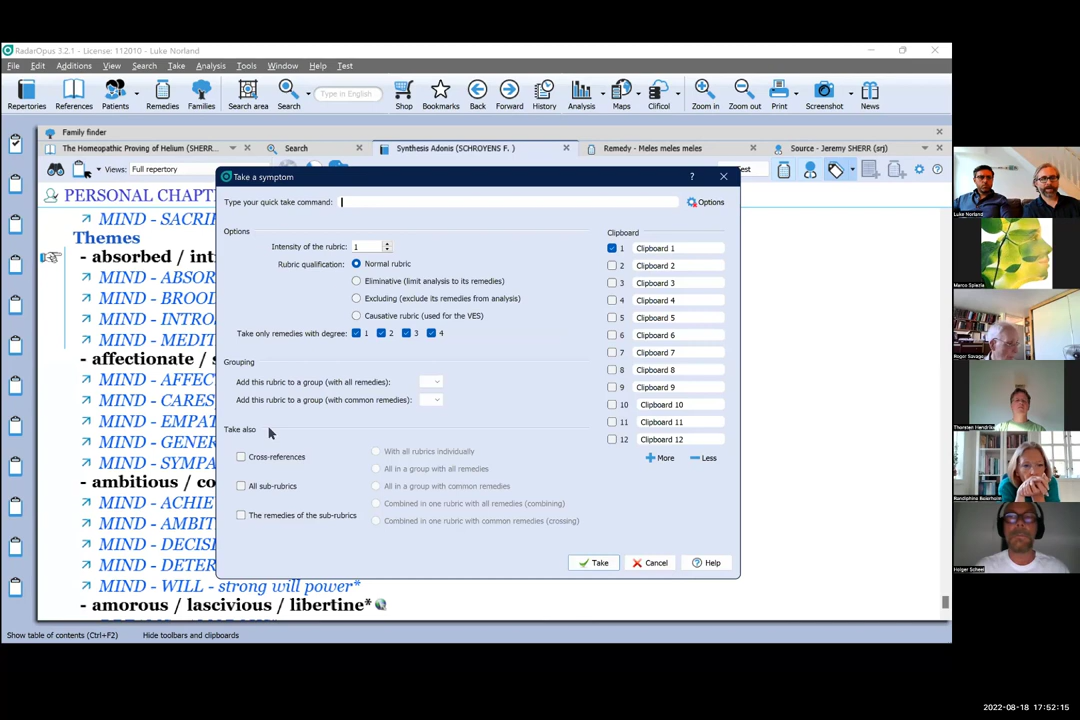 RadarOpus 3.2.1 - License: 112010 - Luke Norland
File Edit Additions View Search Take Analysis Tools Window Help Test
Repertories References Patients Remedies Families Search area Search Type in English Shop Bookmarks Back Forward History Analysis Maps Clificol Zoom in Zoom out Print Screenshot News
Family finder
The Homeopathic Proving of Helium (SHERR... Search Synthesis Adonis (SCHROYENS F. ) Remedy - Meles meles meles Source - Jeremy SHERR (srj)
Views: Full repertory
PERSONAL CHAPT
MIND - SACRIF
Themes
- absorbed / int
MIND - ABSOR
MIND - BROOD
MIND - INTRO
MIND - MEDIT
- affectionate / s
MIND - AFFEC
MIND - CARES
MIND - EMPAT
MIND - GENER
MIND - SYMPA
- ambitious / co
MIND - ACHIE
MIND - AMBIT
MIND - DECIS
MIND - DETER
MIND - WILL - strong will power*
- amorous / lascivious / libertine*
Show table of contents (Ctrl+F2) Hide toolbars and clipboards
Take a symptom
?
Type your quick take command:
Options
Options
Intensity of the rubric: 1
Rubric qualification: Normal rubric
Eliminative (limit analysis to its remedies)
Excluding (exclude its remedies from analysis)
Causative rubric (used for the VES)
Take only remedies with degree: 1 2 3 4
Grouping
Add this rubric to a group (with all remedies):
Add this rubric to a group (with common remedies):
Take also
Cross-references
All sub-rubrics
The remedies of the sub-rubrics
With all rubrics individually
All in a group with all remedies
All in a group with common remedies
Combined in one rubric with all remedies (combining)
Combined in one rubric with common remedies (crossing)
Clipboard
1 Clipboard 1
2 Clipboard 2
3 Clipboard 3
4 Clipboard 4
5 Clipboard 5
6 Clipboard 6
7 Clipboard 7
8 Clipboard 8
9 Clipboard 9
10 Clipboard 10
11 Clipboard 11
12 Clipboard 12
More Less
Take Cancel Help
Luke Norland
Marco Spiezia
Roger Savage
Thorsten Hendriks
Holger Scheel
2022-08-18 17:52:15